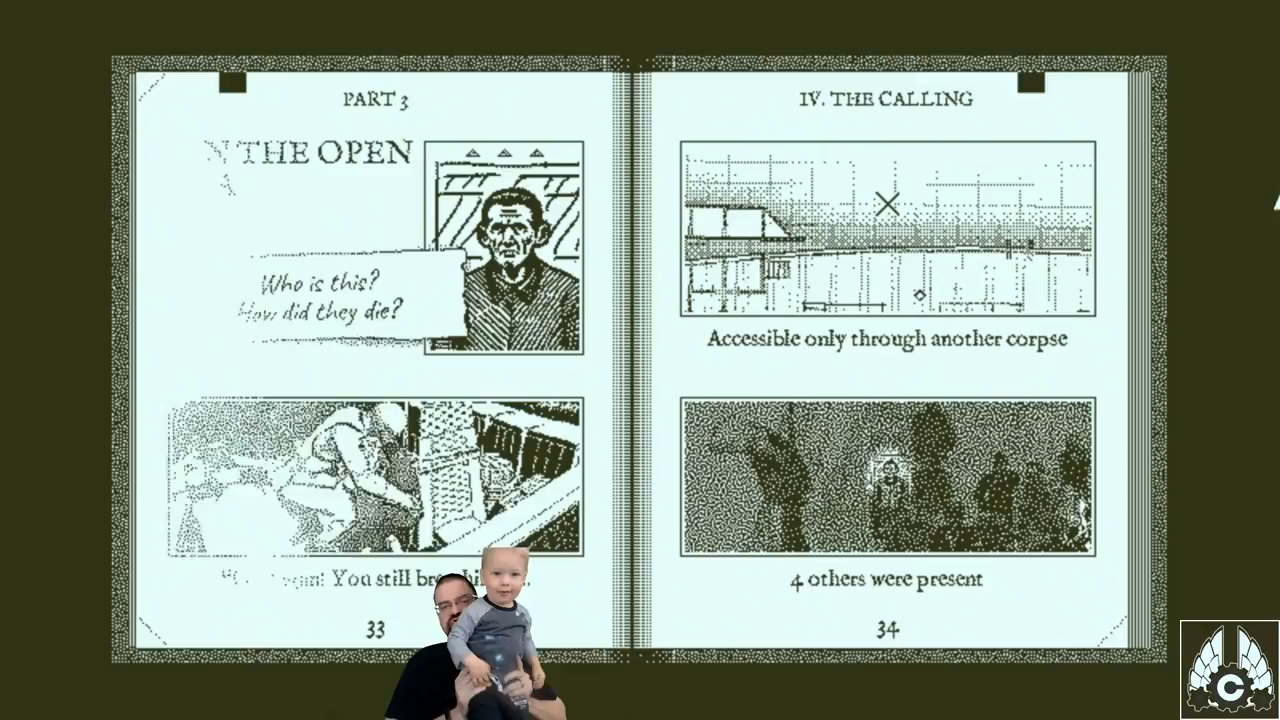 PART 3
THE OPEN
Who is this?
How did they die?
You still
33
IV. THE CALLING
Accessible only through another corpse
4 others were present
34
C